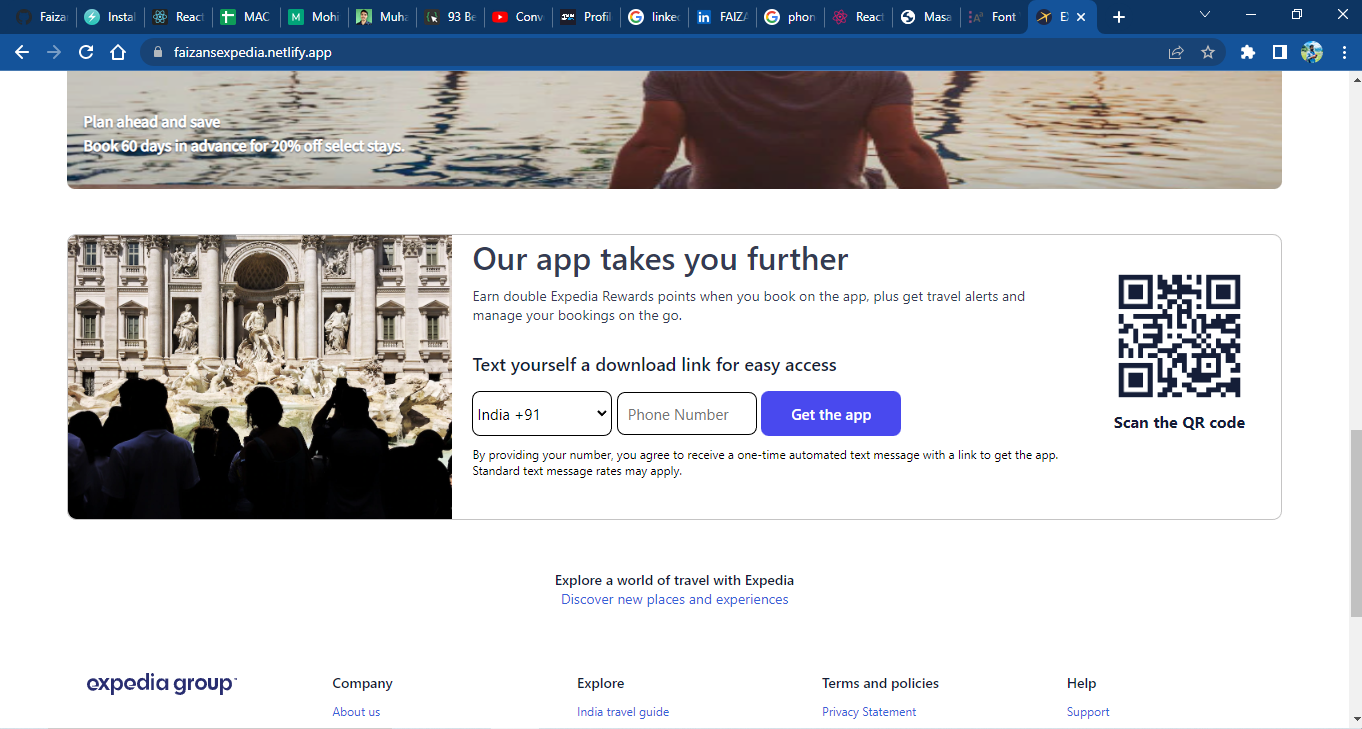 Faizan
Instal
React
MAC
Mohi
Muha
93 Be
Conv
Profil
linked
FAIZA
phon
React
Masa
Font
faizansexpedia.netlify.app
Plan ahead and save
Book 60 days in advance for 20% off select stays.
Our app takes you further
Earn double Expedia Rewards points when you book on the app, plus get travel alerts and
manage your bookings on the go.
Text yourself a download link for easy access
India +91
Phone Number
Get the app
By providing your number, you agree to receive a one-time automated text message with a link to get the app.
Standard text message rates may apply.
Scan the QR code
Explore a world of travel with Expedia
Discover new places and experiences
expedia group™
Company
Explore
Terms and policies
Help
About us
India travel guide
Privacy Statement
Support